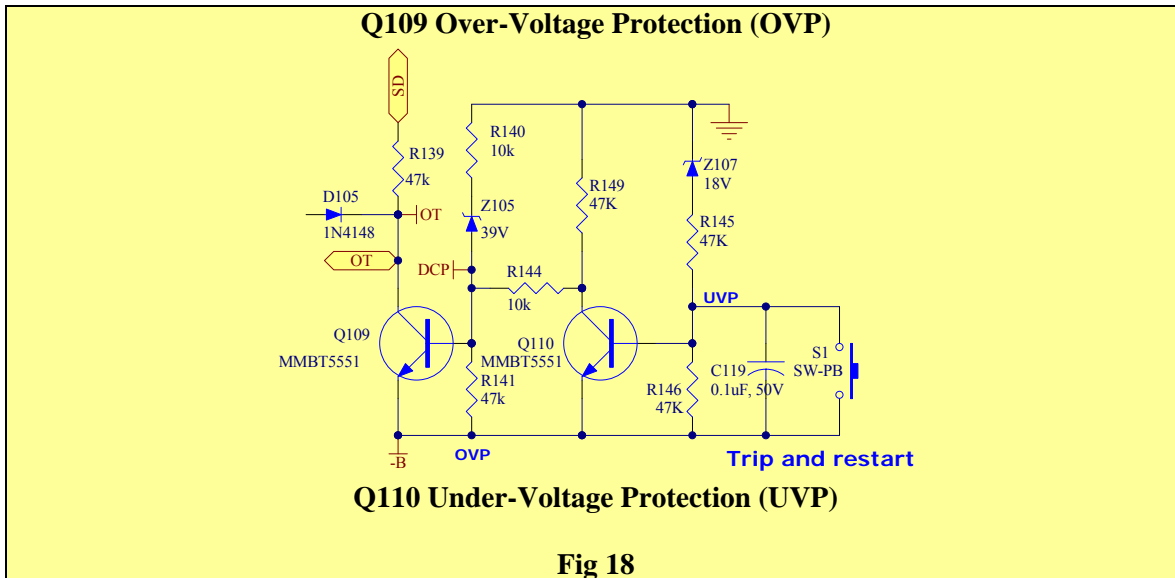 Q109 Over-Voltage Protection (OVP)
SD
R139
47k
D105
1N4148
OT
OT
R140
10k
Z105
39V
DCP
R144
10k
R149
47K
Z107
18V
R145
47K
UVP
Q109
MMBT5551
Q110
MMBT5551
R141
47k
R146
47K
C119
0.1uF, 50V
S1
SW-PB
-B
OVP
Trip and restart
Q110 Under-Voltage Protection (UVP)
Fig 18